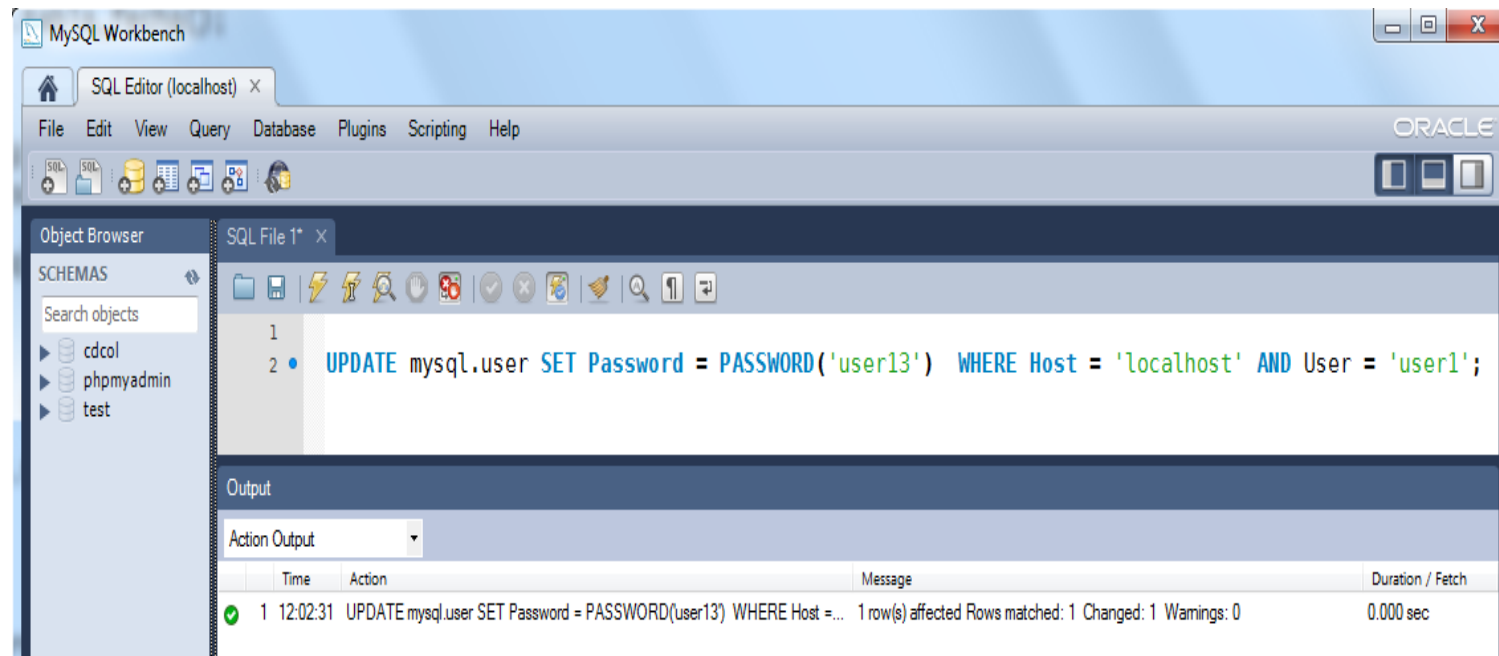 MySQL Workbench
SQL Editor (localhost)
File Edit View Query Database Plugins Scripting Help
ORACLE
Object Browser
SQL File 1*
SCHEMAS
Search objects
cdcol
phpmyadmin
test
1
2 UPDATE mysql.user SET Password = PASSWORD('user13') WHERE Host = 'localhost' AND User = 'user1';
Output
Action Output
Time Action Message Duration / Fetch
1 12:02:31 UPDATE mysql.user SET Password = PASSWORD('user13') WHERE Host =... 1 row(s) affected Rows matched: 1 Changed: 1 Warnings: 0 0.000 sec